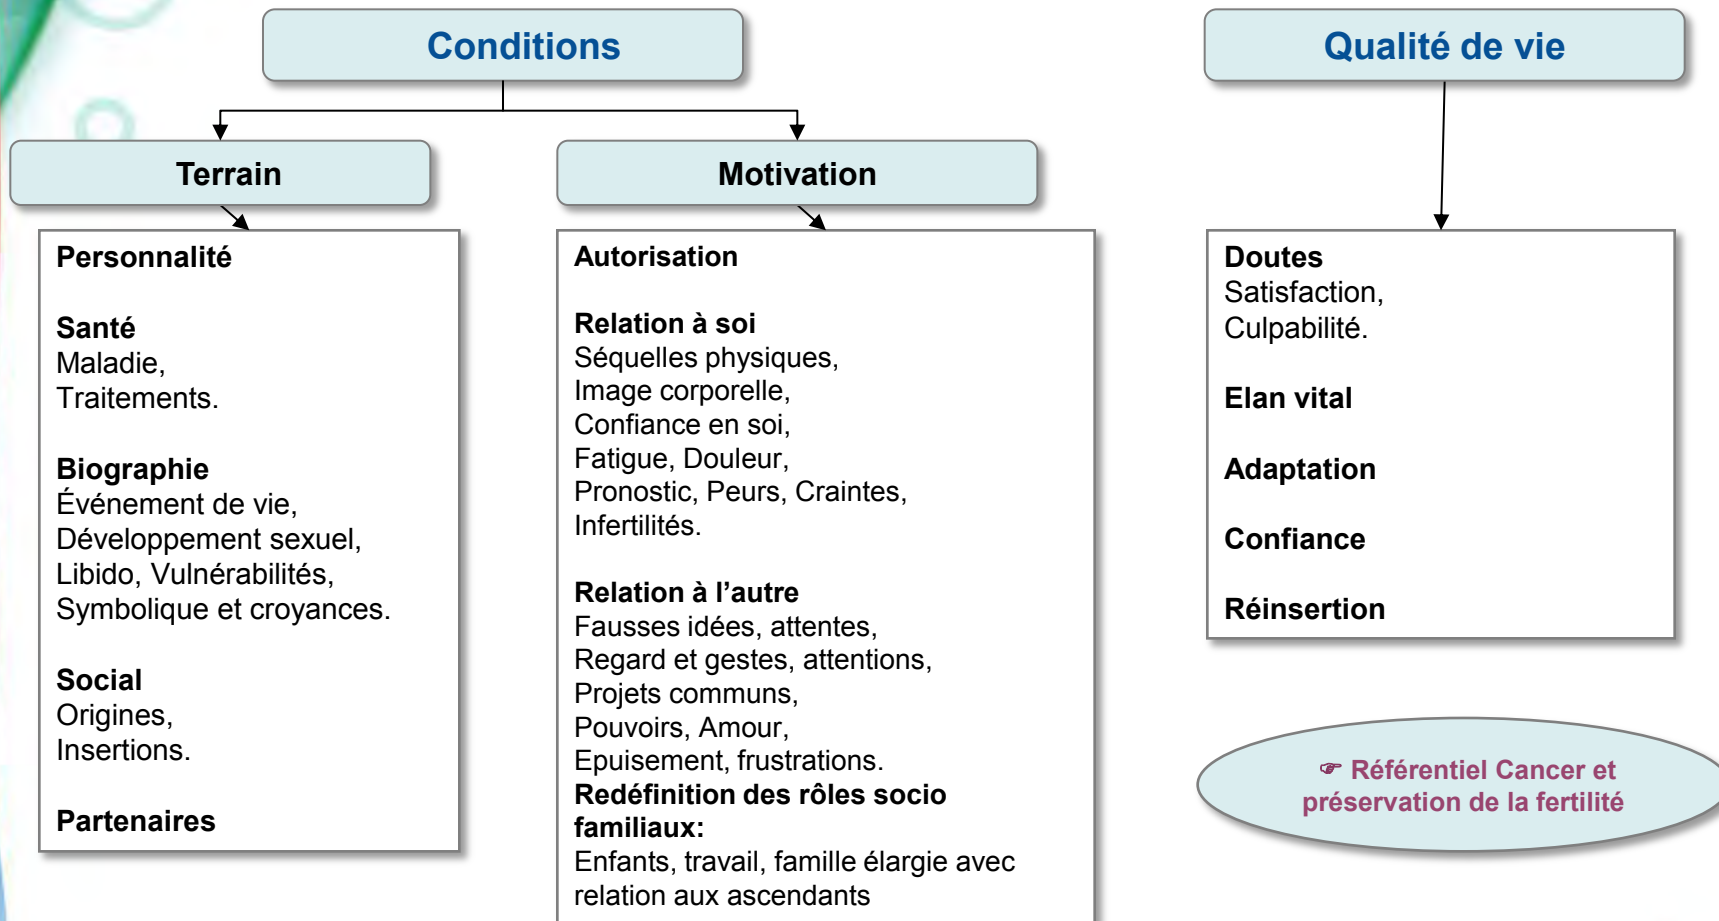 Conditions
Terrain
Personnalité
Santé
Maladie,
Traitements.
Biographie
Événement de vie,
Développement sexuel,
Libido, Vulnérabilités,
Symbolique et croyances.
Social
Origines,
Insertions.
Partenaires
Motivation
Autorisation
Relation à soi
Séquelles physiques,
Image corporelle,
Confiance en soi,
Fatigue, Douleur,
Pronostic, Peurs, Craintes,
Infertilités.
Relation à l’autre
Fausses idées, attentes,
Regard et gestes, attentions,
Projets communs,
Pouvoirs, Amour,
Epuisement, frustrations.
Redéfinition des rôles socio
familiaux:
Enfants, travail, famille élargie avec
relation aux ascendants
Qualité de vie
Doutes
Satisfaction,
Culpabilité.
Elan vital
Adaptation
Confiance
Réinsertion
☞ Référentiel Cancer et
préservation de la fertilité